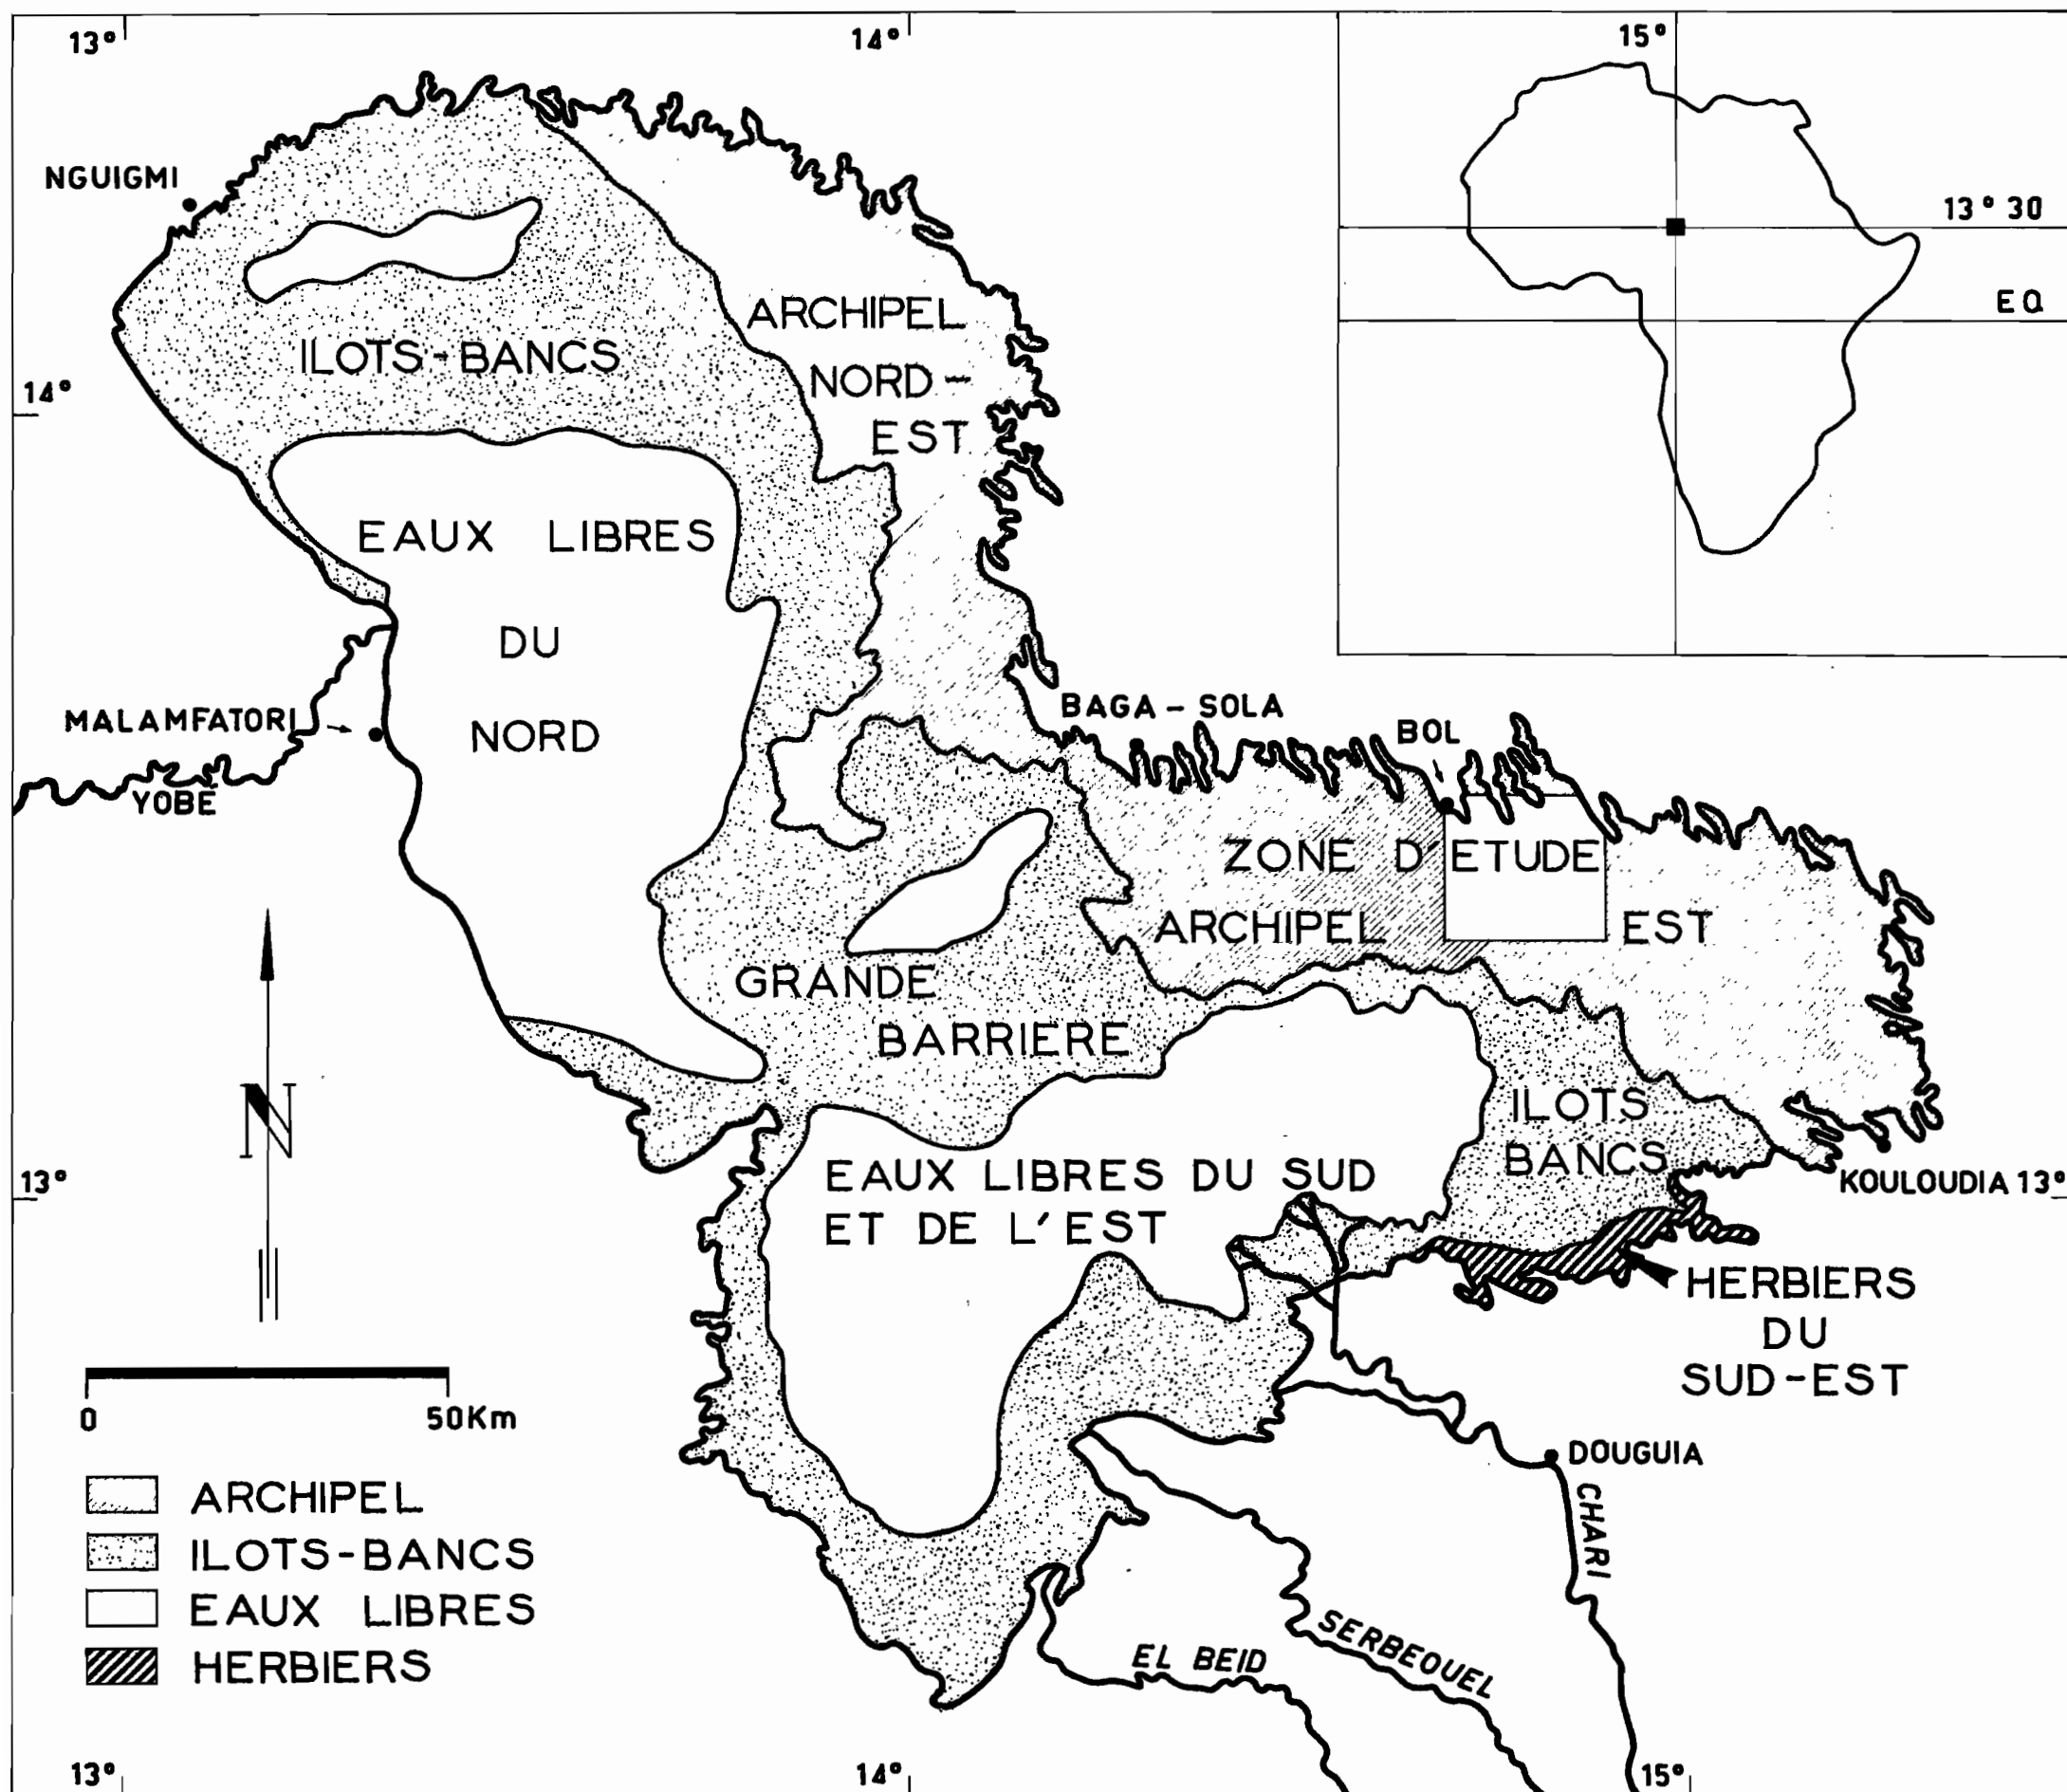 13°
14°
15°
NGUIGMI
13° 30
EQ
ARCHIPEL
NORD-
EST
ILOTS-BANCS
14°
EAUX LIBRES
DU
NORD
MALAMFATORI
YOBÉ
BAGA-SOLA
BOL
ZONE D'ETUDE
ARCHIPEL EST
GRANDE
BARRIERE
N
ILOTS
BANCS
EAUX LIBRES DU SUD
ET DE L'EST
13°
KOULOUDIA 13°
HERBIERS
DU
SUD-EST
0 50Km
DOUGUIA
CHARI
ARCHIPEL
ILOTS-BANCS
EAUX LIBRES
HERBIERS
EL BEID
SERBEOUEL
13°
14°
15°